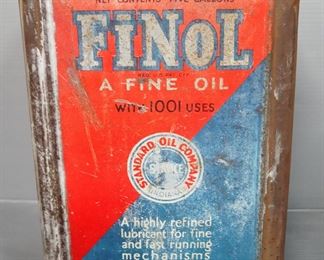 NET CONTENTS FIVE GALLONS
FINOL
REG. U.S. PAT. OFF.
A FINE OIL
WITH 1001 USES
STANDARD OIL COMPANY
INDIANA
A highly refined
lubricant for fine
and fast running
mechanisms